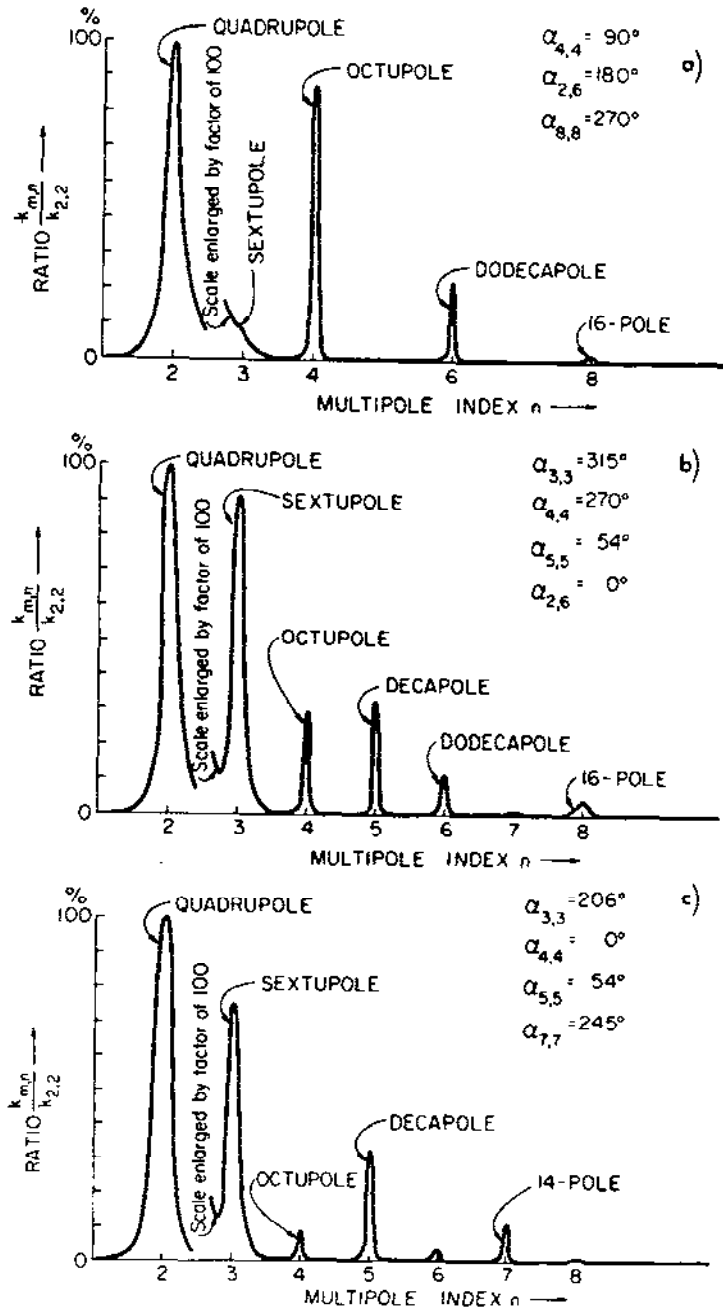 %
100
QUADRUPOLE
OCTUPOLE
α4,4 = 90°
α2,6 = 180°
α8,8 = 270°
a)
RATIO km,n/k2,2
Scale enlarged by factor of 100
SEXTUPOLE
DODECAPOLE
16-POLE
0
2 3 4 6 8
MULTIPOLE INDEX n
%
100
QUADRUPOLE
SEXTUPOLE
α3,3 = 315°
α4,4 = 270°
α5,5 = 54°
α2,6 = 0°
b)
RATIO km,n/k2,2
Scale enlarged by factor of 100
OCTUPOLE
DECAPOLE
DODECAPOLE
16-POLE
0
2 3 4 5 6 7 8
MULTIPOLE INDEX n
%
100
QUADRUPOLE
SEXTUPOLE
α3,3 = 206°
α4,4 = 0°
α5,5 = 54°
α7,7 = 245°
c)
RATIO km,n/k2,2
Scale enlarged by factor of 100
OCTUPOLE
DECAPOLE
14-POLE
0
2 3 4 5 6 7 8
MULTIPOLE INDEX n